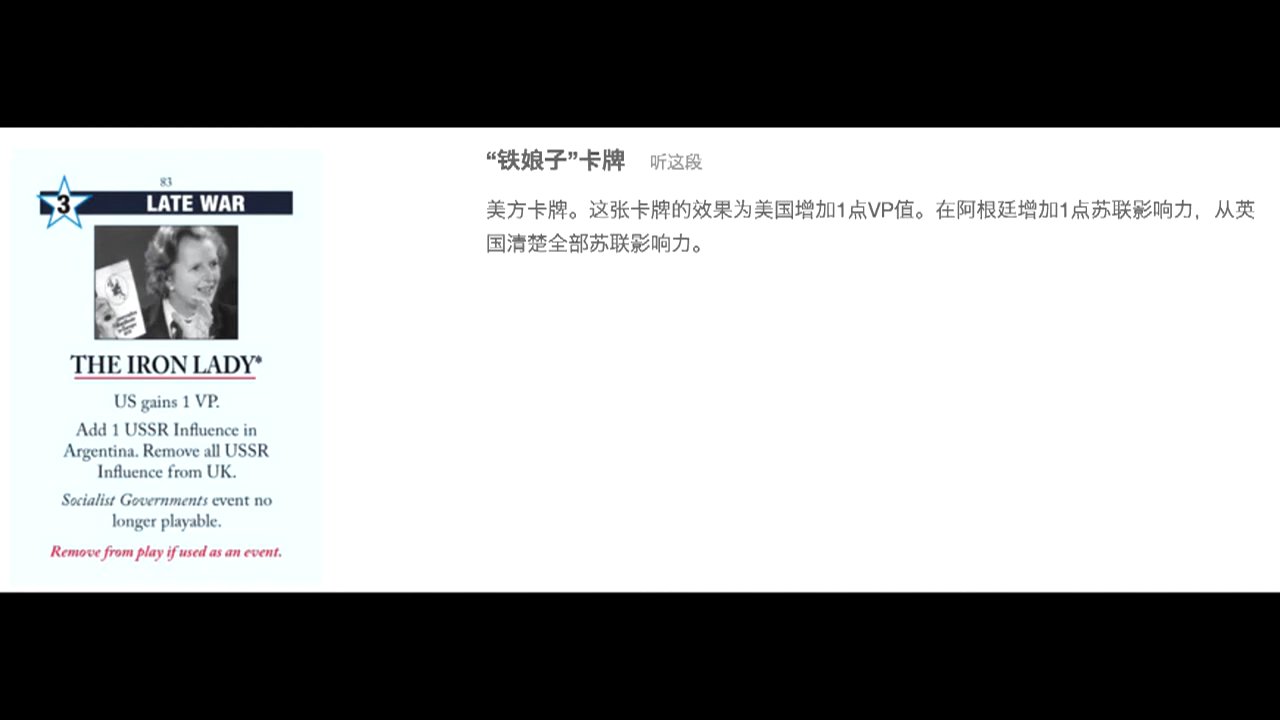 83
3 LATE WAR
THE IRON LADY*
US gains 1 VP.
Add 1 USSR Influence in
Argentina. Remove all USSR
Influence from UK.
Socialist Governments event no
longer playable.
Remove from play if used as an event.
“铁娘子”卡牌 听这段
美方卡牌。这张卡牌的效果为美国增加1点VP值。在阿根廷增加1点苏联影响力，从英
国清楚全部苏联影响力。